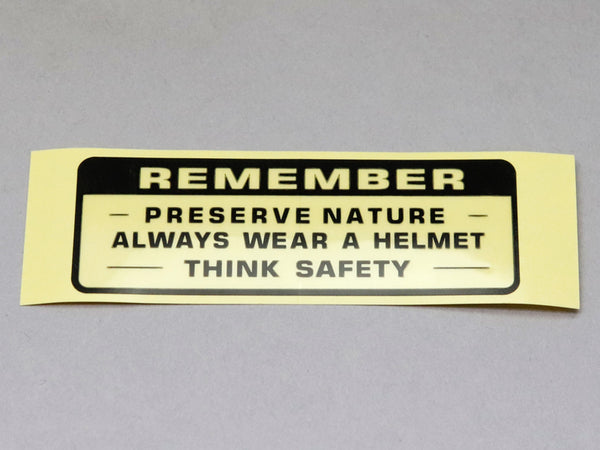 REMEMBER
– PRESERVE NATURE –
ALWAYS WEAR A HELMET
— THINK SAFETY —